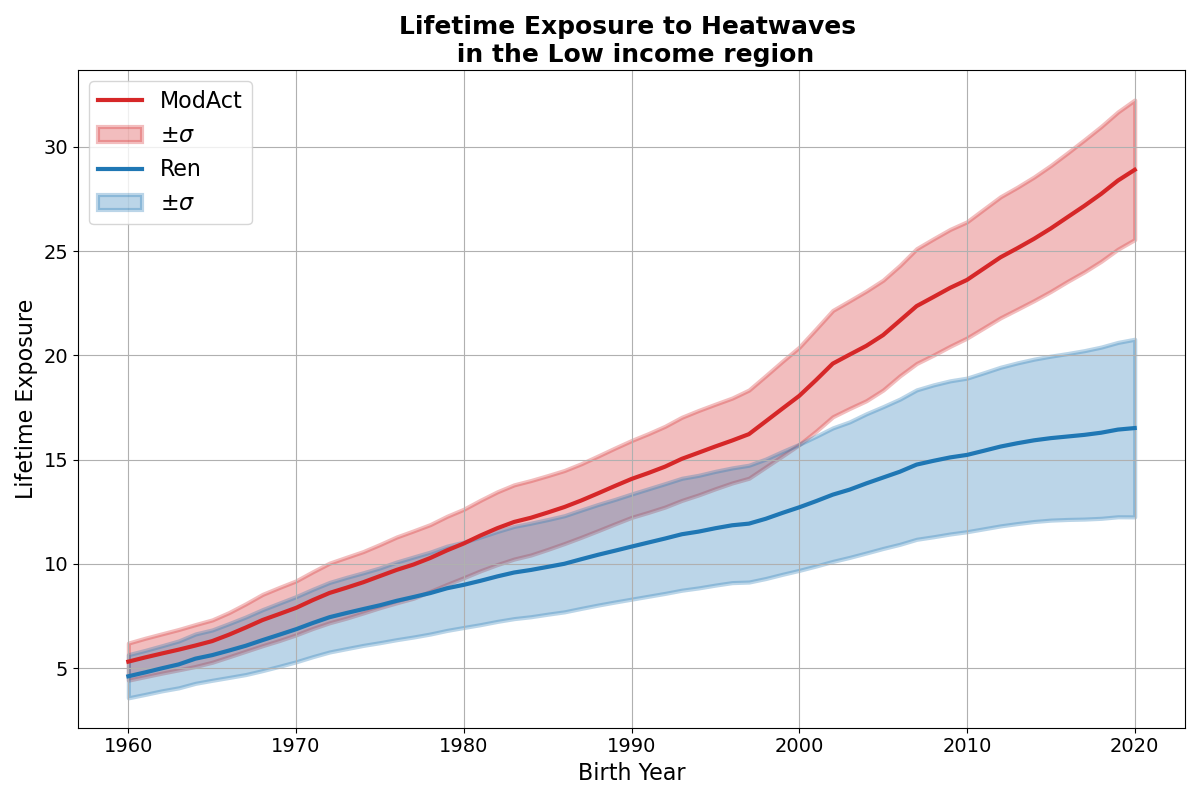 Lifetime Exposure to Heatwaves
in the Low income region
ModAct
±σ
Ren
±σ
Lifetime Exposure
30
25
20
15
10
5
1960 1970 1980 1990 2000 2010 2020
Birth Year